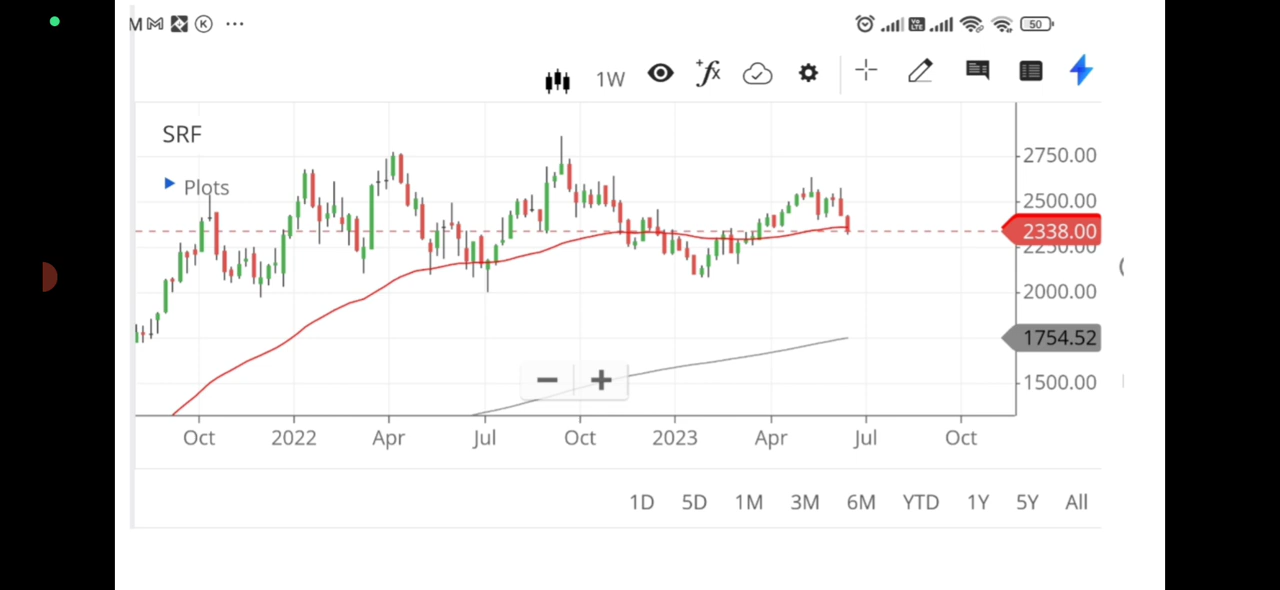 50
1W
SRF
Plots
2750.00
2500.00
2338.00
2250.00
2000.00
1754.52
1500.00
Oct 2022 Apr Jul Oct 2023 Apr Jul Oct
1D 5D 1M 3M 6M YTD 1Y 5Y All